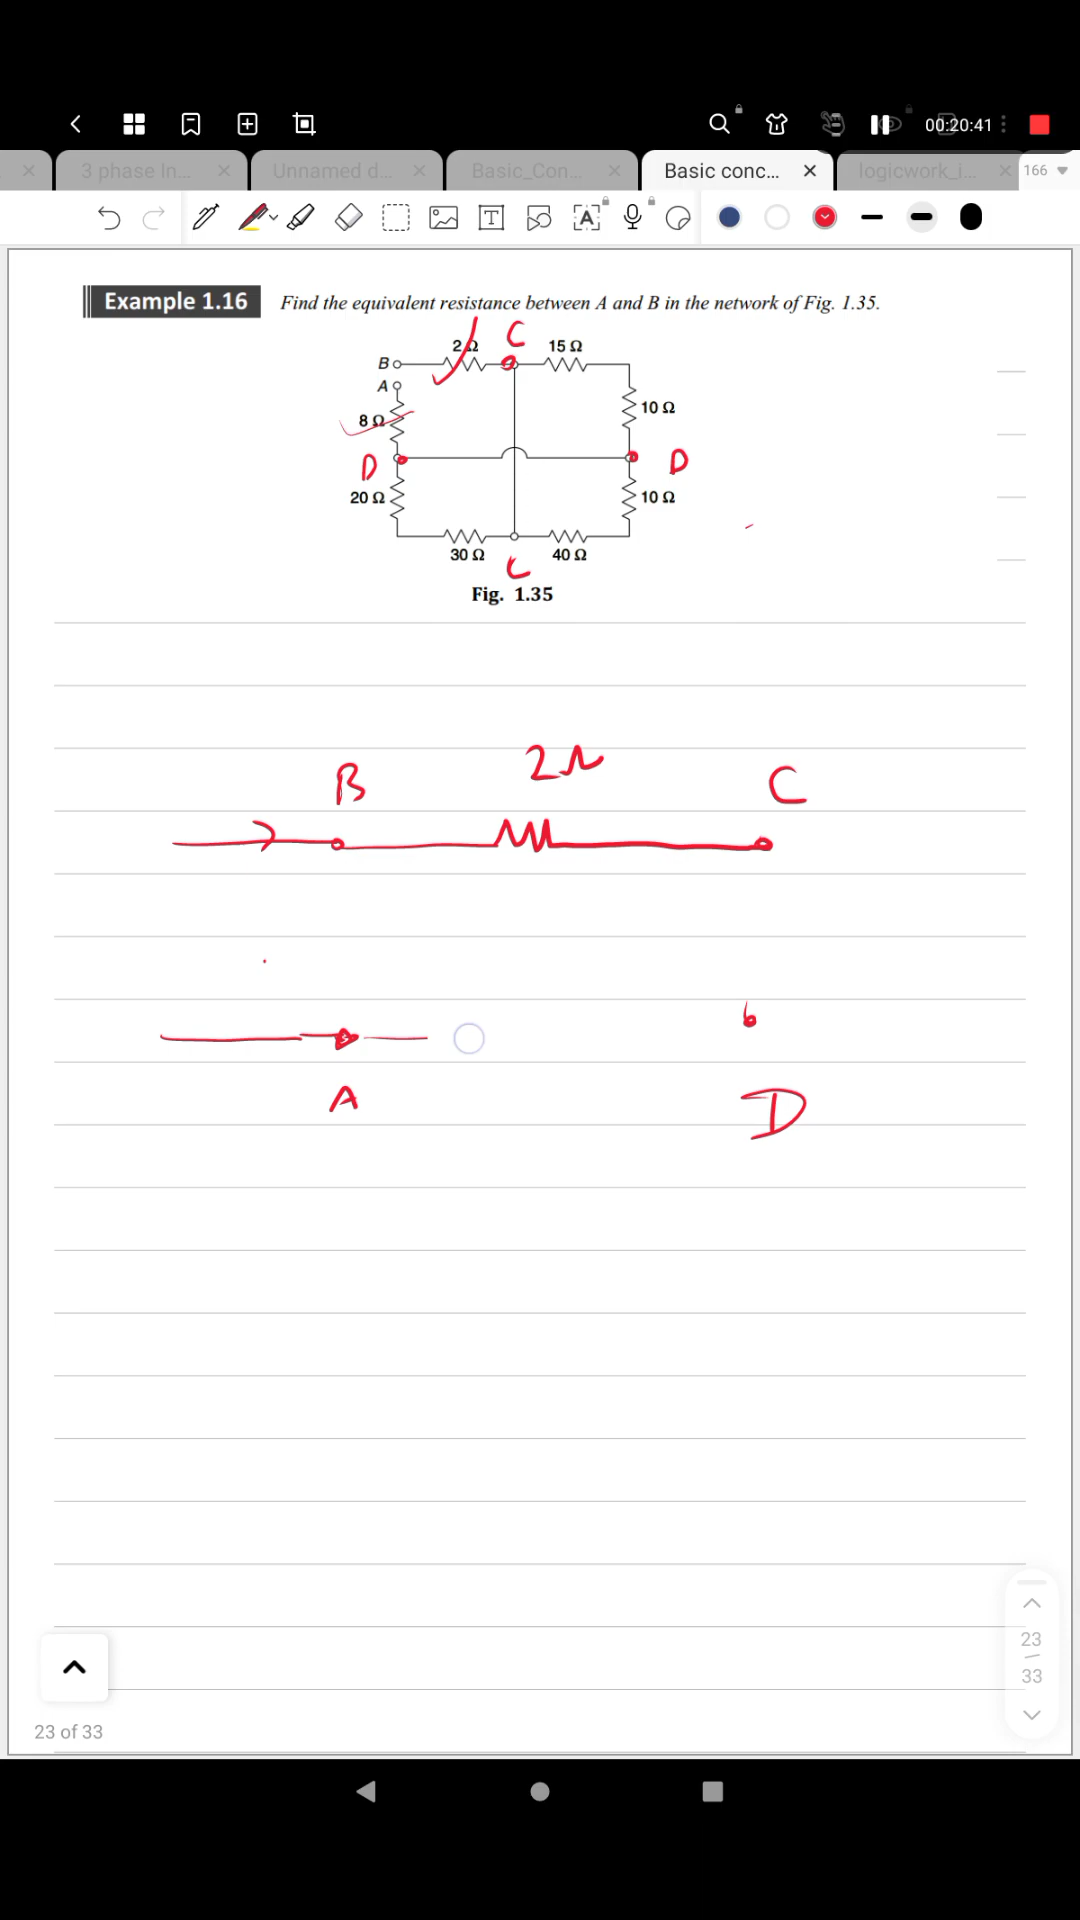 00:20:41
3 phase In...
Unnamed d...
Basic_Con...
Basic conc...
logicwork_i...
166
T
A
Example 1.16 Find the equivalent resistance between A and B in the network of Fig. 1.35.
C
2 Ω
15 Ω
B
A
10 Ω
8 Ω
D
D
20 Ω
10 Ω
30 Ω
40 Ω
C
Fig. 1.35
2Ω
B
C
A
D
23
33
23 of 33